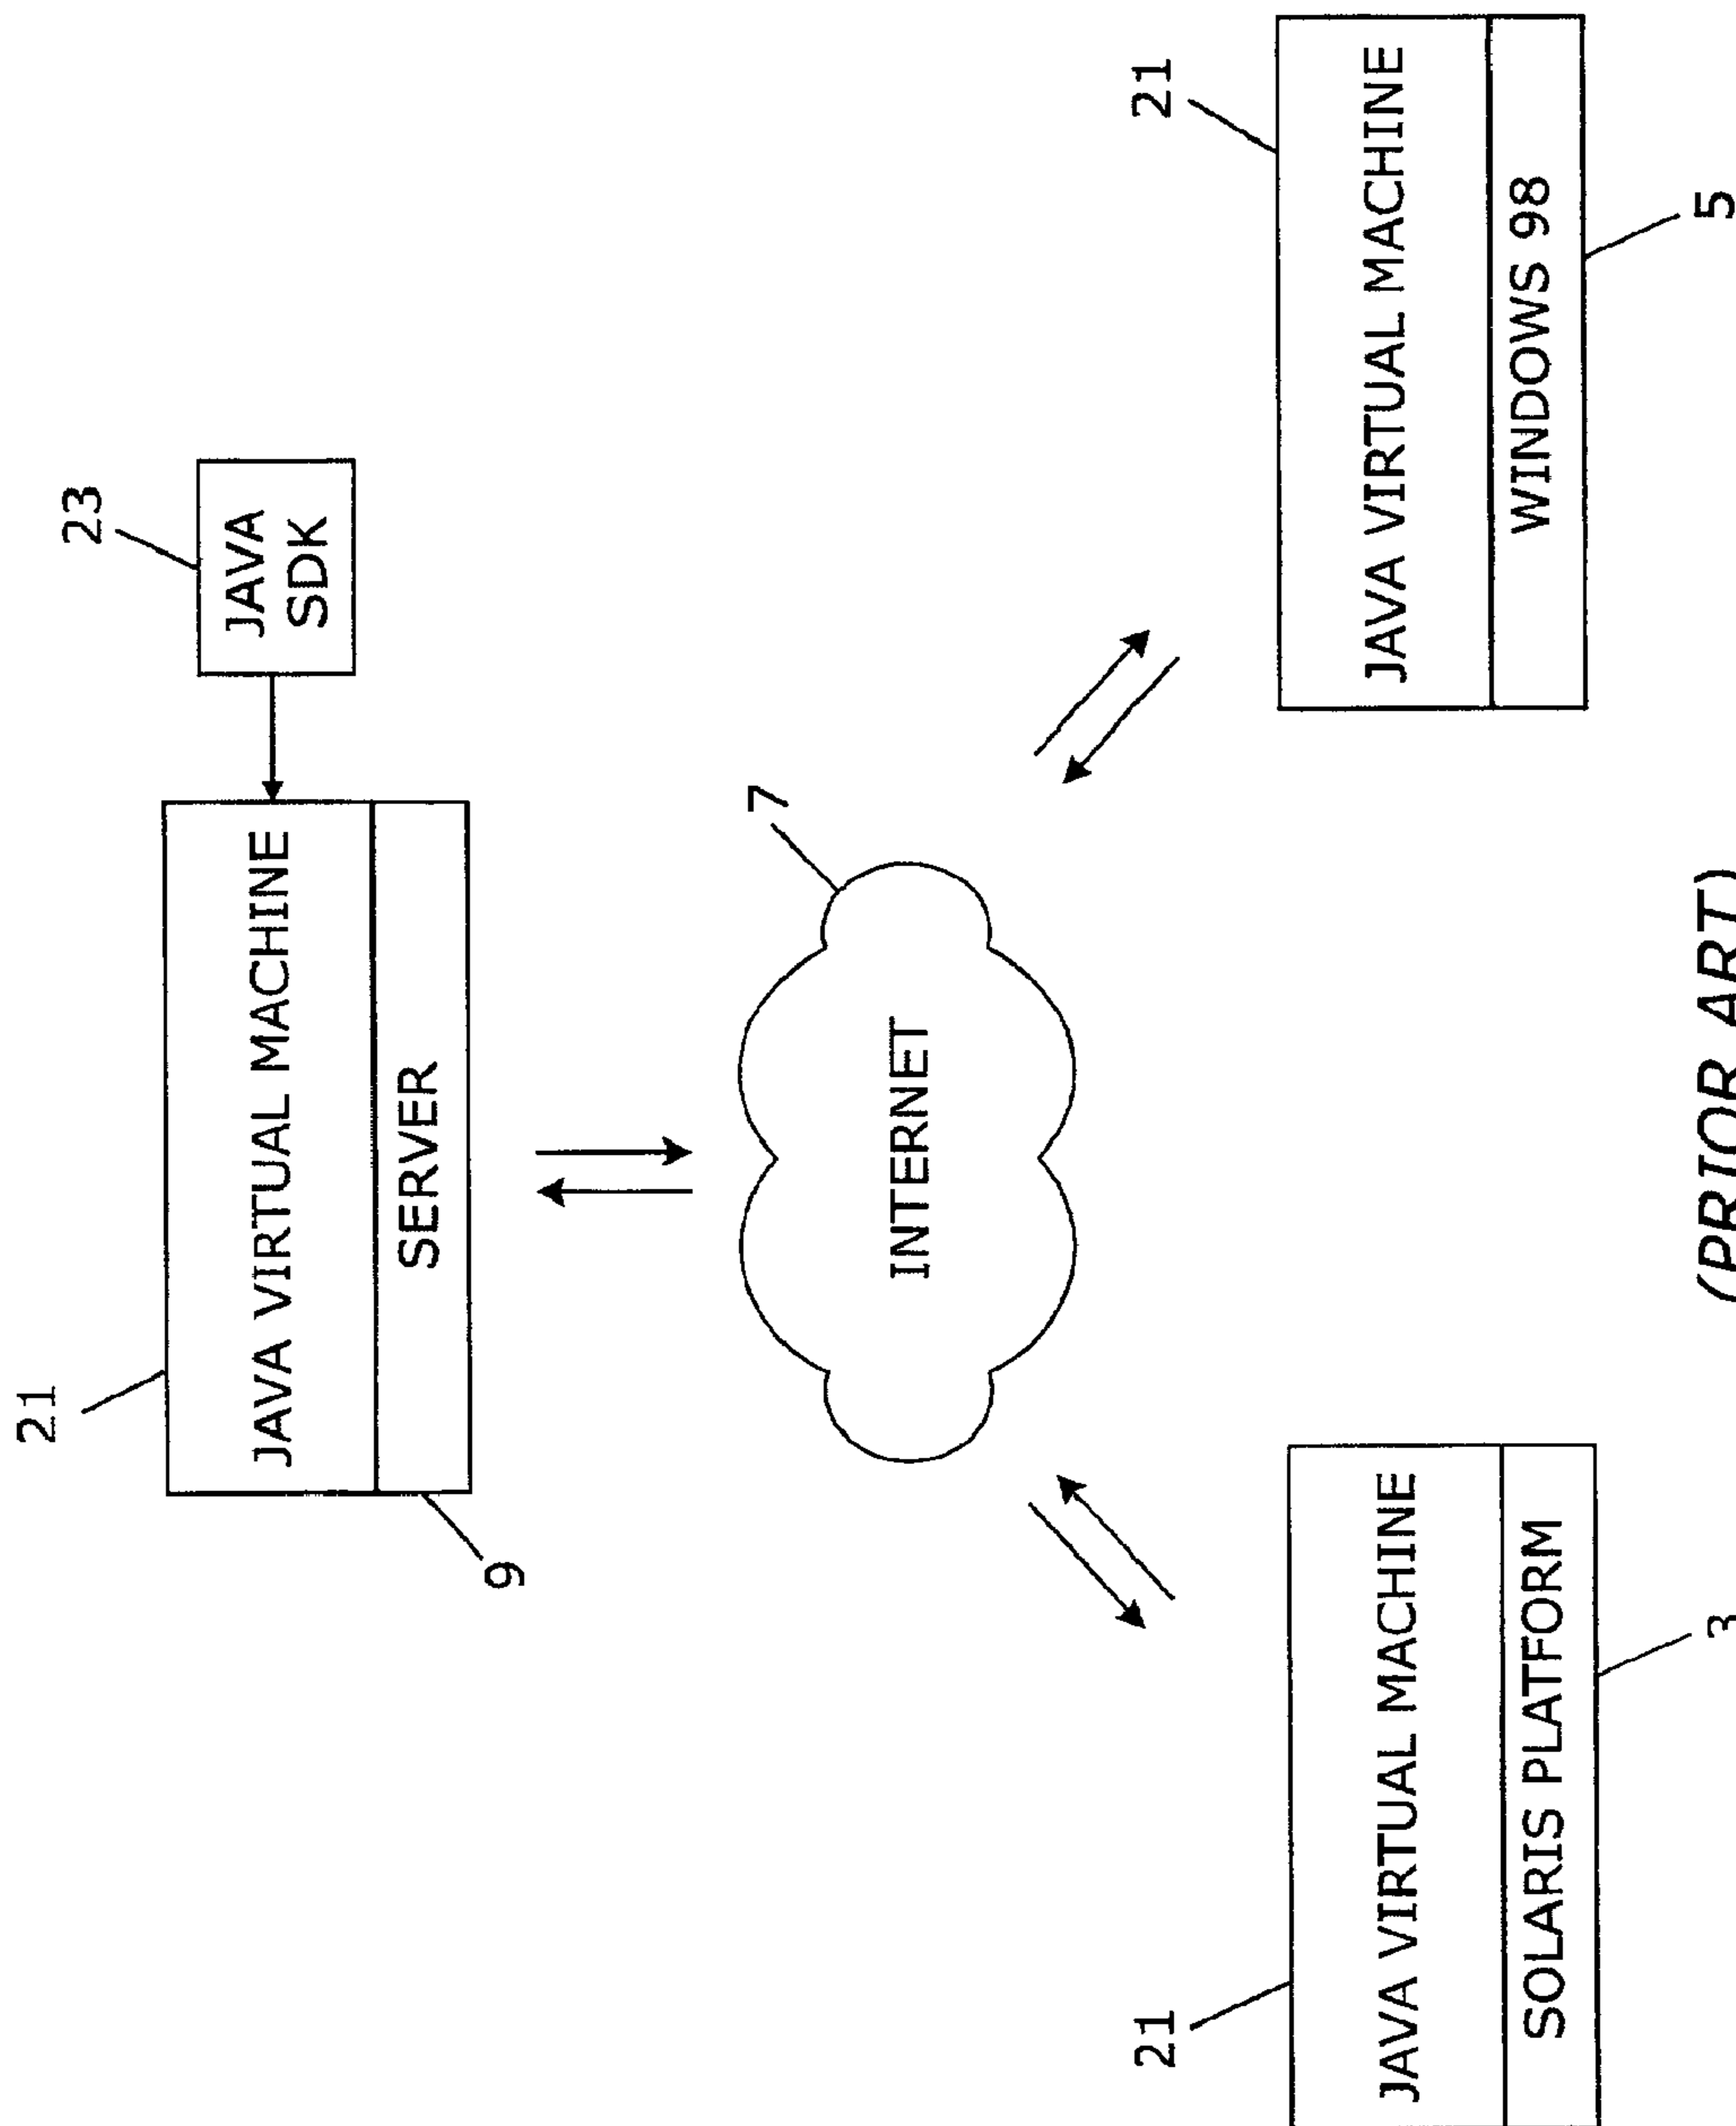 21
23
JAVA VIRTUAL MACHINE
JAVA
SDK
SERVER
9
7
INTERNET
21
21
JAVA VIRTUAL MACHINE
JAVA VIRTUAL MACHINE
SOLARIS PLATFORM
WINDOWS 98
3
5
(PRIOR ART)